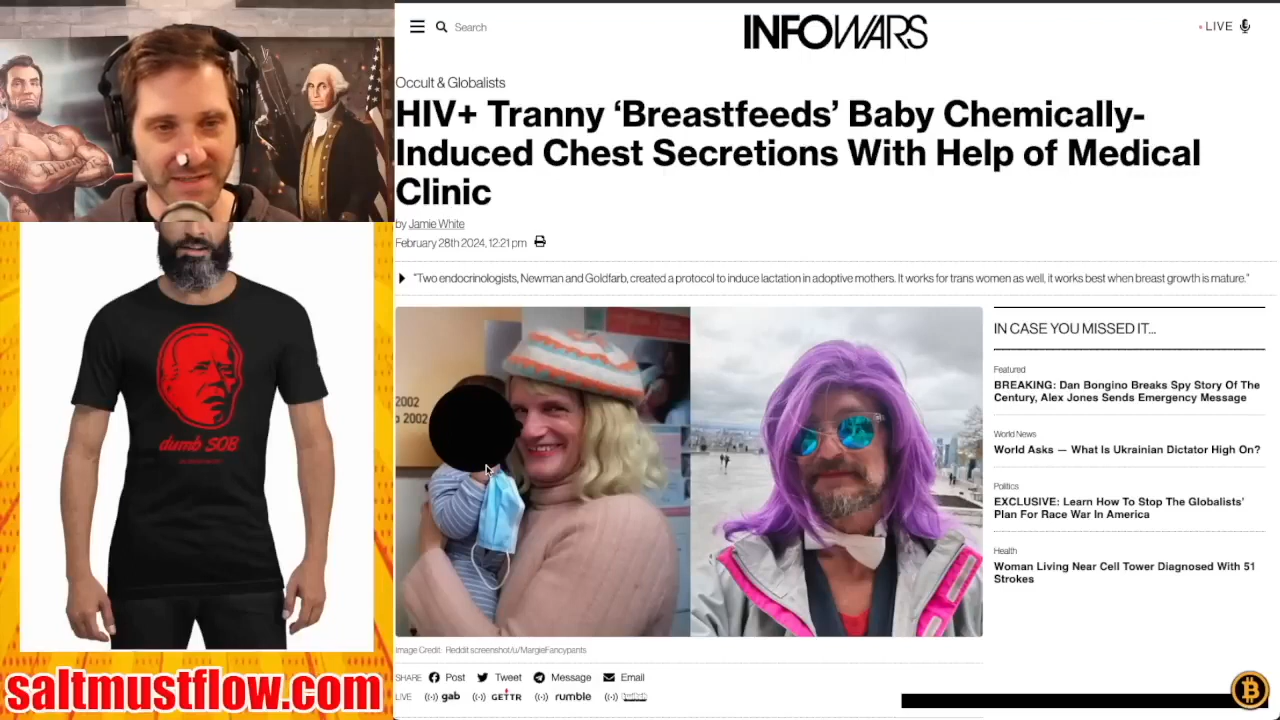 Search
INFOWARS
LIVE
Occult & Globalists
HIV+ Tranny ‘Breastfeeds’ Baby Chemically-
Induced Chest Secretions With Help of Medical
Clinic
by Jamie White
February 28th 2024, 12:21 pm
"Two endocrinologists, Newman and Goldfarb, created a protocol to induce lactation in adoptive mothers. It works for trans women as well, it works best when breast growth is mature."
2002
2002
dumb SOB
IN CASE YOU MISSED IT...
Featured
BREAKING: Dan Bongino Breaks Spy Story Of The
Century, Alex Jones Sends Emergency Message
World News
World Asks — What Is Ukrainian Dictator High On?
Politics
EXCLUSIVE: Learn How To Stop The Globalists'
Plan For Race War In America
Health
Woman Living Near Cell Tower Diagnosed With 51
Strokes
Image Credit: Reddit screenshot/u/MargieFancypants
SHARE Post Tweet Message Email
LIVE gab GETTR rumble
saltmustflow.com